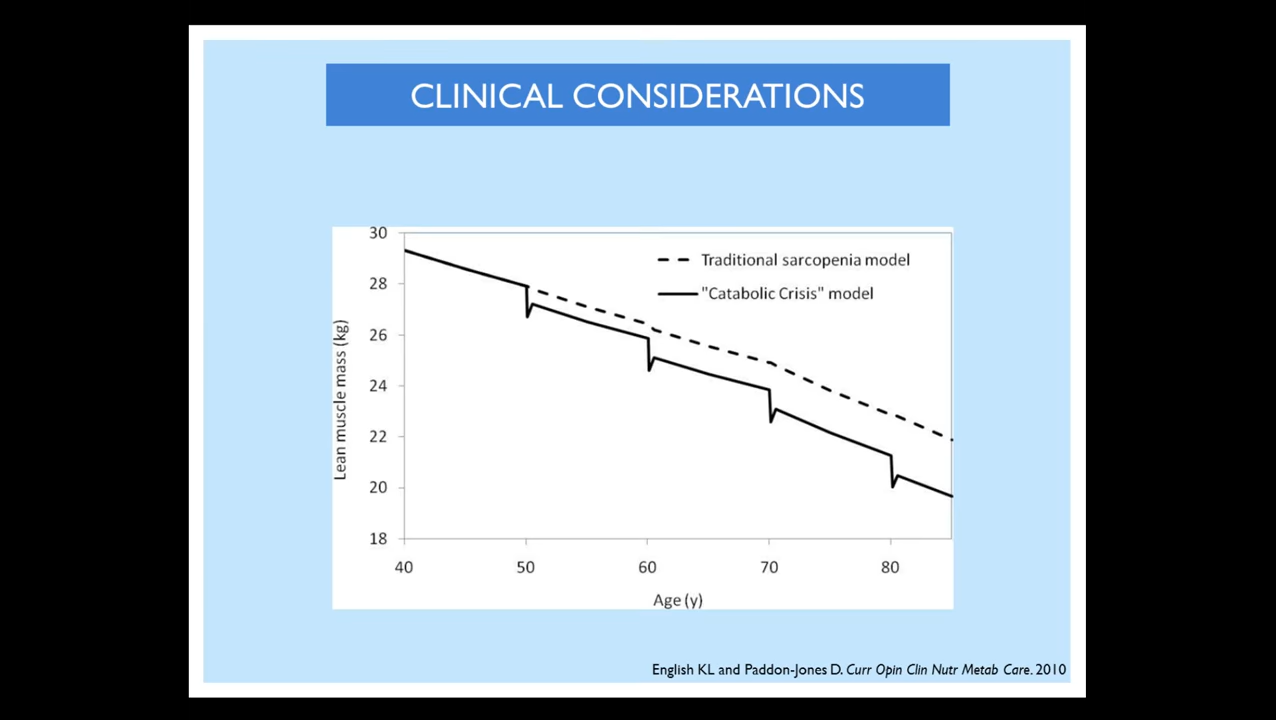 CLINICAL CONSIDERATIONS
30
28
26
24
22
20
18
Lean muscle mass (kg)
Traditional sarcopenia model
"Catabolic Crisis" model
40 50 60 70 80
Age (y)
English KL and Paddon-Jones D. Curr Opin Clin Nutr Metab Care. 2010